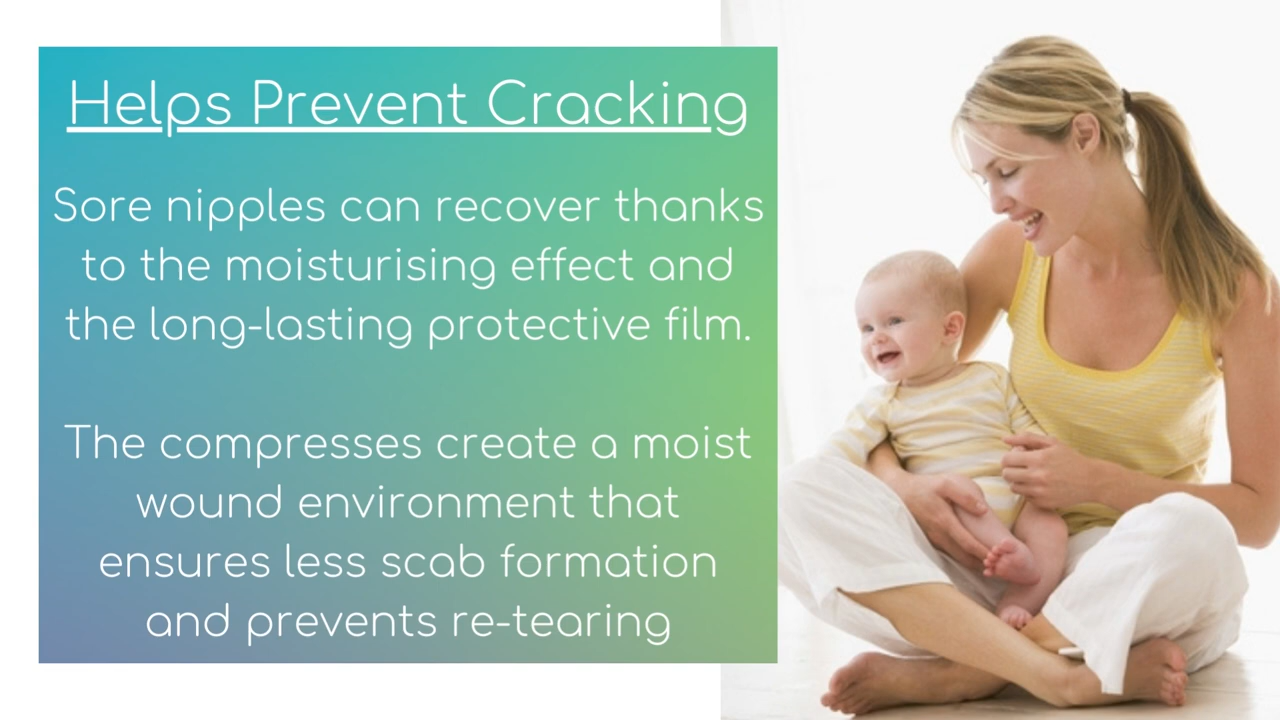 Helps Prevent Cracking
Sore nipples can recover thanks
to the moisturising effect and
the long-lasting protective film.
The compresses create a moist
wound environment that
ensures less scab formation
and prevents re-tearing